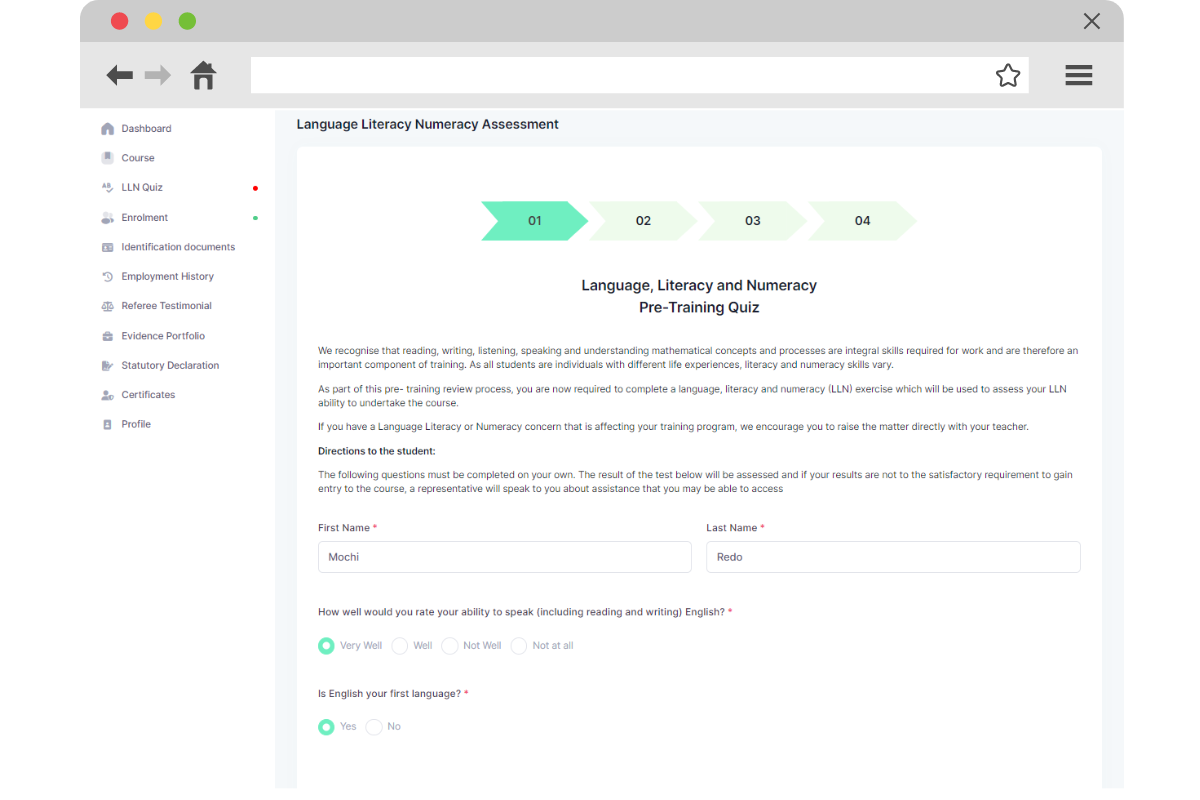 Dashboard
Course
LLN Quiz
Enrolment
Identification documents
Employment History
Referee Testimonial
Evidence Portfolio
Statutory Declaration
Certificates
Profile
Language Literacy Numeracy Assessment
01 02 03 04
Language, Literacy and Numeracy
Pre-Training Quiz
We recognise that reading, writing, listening, speaking and understanding mathematical concepts and processes are integral skills required for work and are therefore an
important component of training. As all students are individuals with different life experiences, literacy and numeracy skills vary.
As part of this pre- training review process, you are now required to complete a language, literacy and numeracy (LLN) exercise which will be used to assess your LLN
ability to undertake the course.
If you have a Language Literacy or Numeracy concern that is affecting your training program, we encourage you to raise the matter directly with your teacher.
Directions to the student:
The following questions must be completed on your own. The result of the test below will be assessed and if your results are not to the satisfactory requirement to gain
entry to the course, a representative will speak to you about assistance that you may be able to access
First Name * Last Name *
Mochi Redo
How well would you rate your ability to speak (including reading and writing) English? *
Very Well Well Not Well Not at all
Is English your first language? *
Yes No